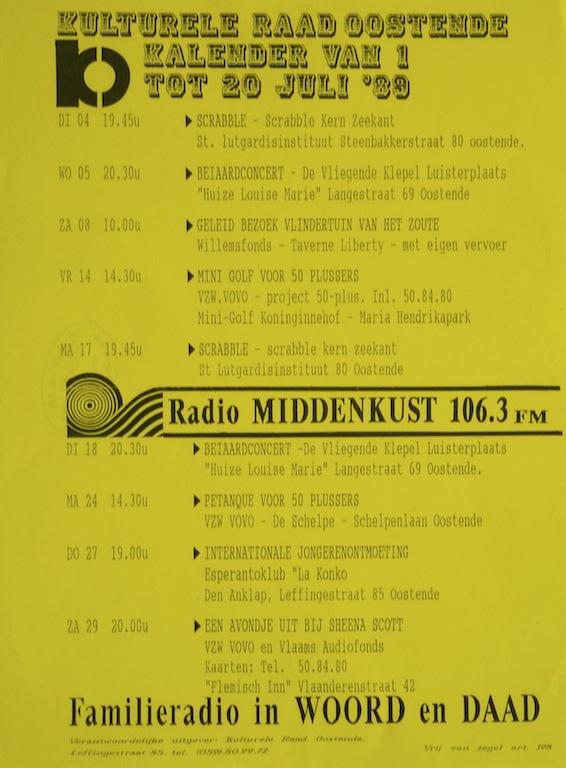 KULTURELE RAAD OOSTENDE
KALENDER VAN 1
TOT 20 JULI '89
DI 04 19.45u SCRABBLE - Scrabble Kern Zeekant
St. lutgardisinstituut Steenbakkerstraat 80 oostende.
WO 05 20.30u BEIAARDCONCERT - De Vliegende Klepel Luisterplaats
"Huize Louise Marie" Langestraat 69 Oostende
ZA 08 10.00u GELEID BEZOEK VLINDERTUIN VAN HET ZOUTE
Willemsfonds - Taverne Liberty - met eigen vervoer
VR 14 14.30u MINI GOLF VOOR 50 PLUSSERS
VZW.VOVO - project 50-plus. Inl. 50.84.80
Mini-Golf Koninginnehof - Maria Hendrikapark
MA 17 19.45u SCRABBLE - scrabble kern zeekant
St Lutgardisinstituut 80 Oostende
Radio MIDDENKUST 106.3 FM
DI 18 20.30u BEIAARDCONCERT -De Vliegende Klepel Luisterplaats
"Huize Louise Marie" Langestraat 69 Oostende.
MA 24 14.30u PETANQUE VOOR 50 PLUSSERS
VZW VOVO - De Schelpe - Schelpenlaan Oostende
DO 27 19.00u INTERNATIONALE JONGERENONTMOETING
Esperantoklub "La Konko
Den Anklap, Leffingestraat 85 Oostende
ZA 29 20.00u EEN AVONDJE UIT BIJ SHEENA SCOTT
VZW VOVO en Vlaams Audiofonds
Kaarten: Tel. 50.84.80
"Flemisch Inn" Vlaanderenstraat 42
Familieradio in WOORD en DAAD
Verantwoordelijke uitgever: Kulturele Raad Oostende.
Leffingestraat 85, tel. (059) 50.99.72 Vrij van zegel art. 198